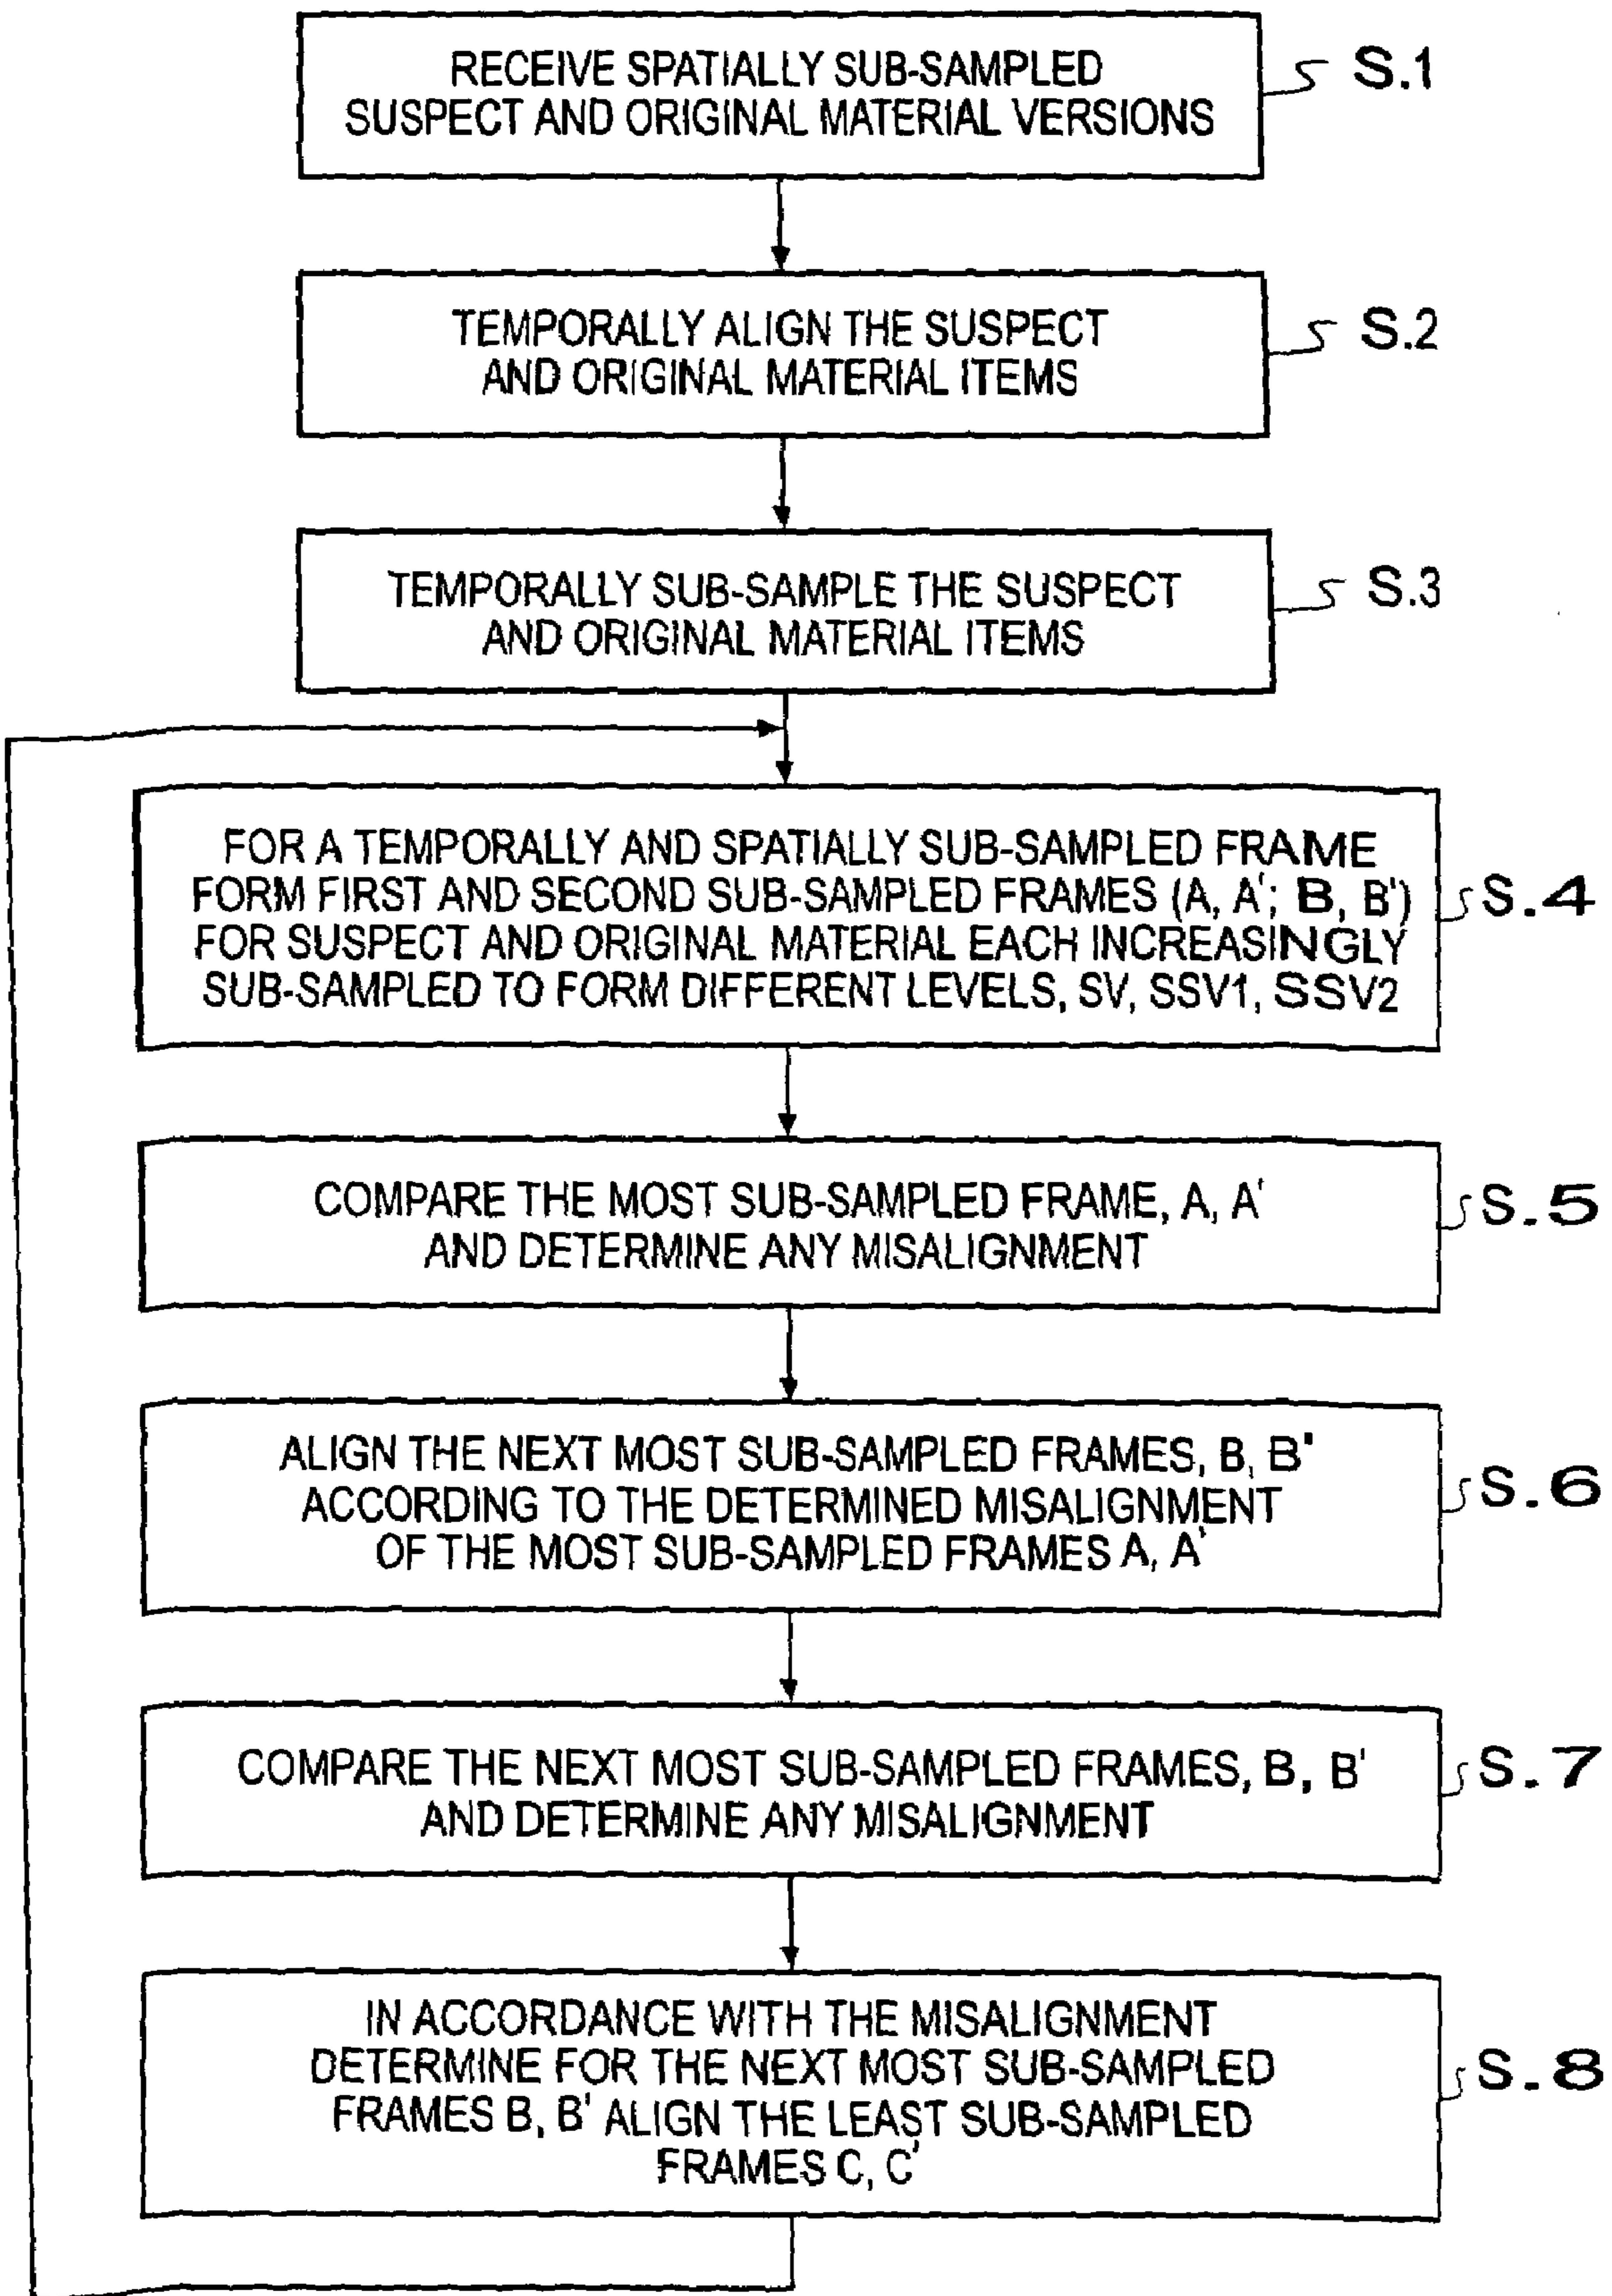 RECEIVE SPATIALLY SUB-SAMPLED
SUSPECT AND ORIGINAL MATERIAL VERSIONS
S.1
TEMPORALLY ALIGN THE SUSPECT
AND ORIGINAL MATERIAL ITEMS
S.2
TEMPORALLY SUB-SAMPLE THE SUSPECT
AND ORIGINAL MATERIAL ITEMS
S.3
FOR A TEMPORALLY AND SPATIALLY SUB-SAMPLED FRAME
FORM FIRST AND SECOND SUB-SAMPLED FRAMES (A, A'; B, B')
FOR SUSPECT AND ORIGINAL MATERIAL EACH INCREASINGLY
SUB-SAMPLED TO FORM DIFFERENT LEVELS, SV, SSV1, SSV2
S.4
COMPARE THE MOST SUB-SAMPLED FRAME, A, A'
AND DETERMINE ANY MISALIGNMENT
S.5
ALIGN THE NEXT MOST SUB-SAMPLED FRAMES, B, B'
ACCORDING TO THE DETERMINED MISALIGNMENT
OF THE MOST SUB-SAMPLED FRAMES A, A'
S.6
COMPARE THE NEXT MOST SUB-SAMPLED FRAMES, B, B'
AND DETERMINE ANY MISALIGNMENT
S.7
IN ACCORDANCE WITH THE MISALIGNMENT
DETERMINE FOR THE NEXT MOST SUB-SAMPLED
FRAMES B, B' ALIGN THE LEAST SUB-SAMPLED
FRAMES C, C'
S.8